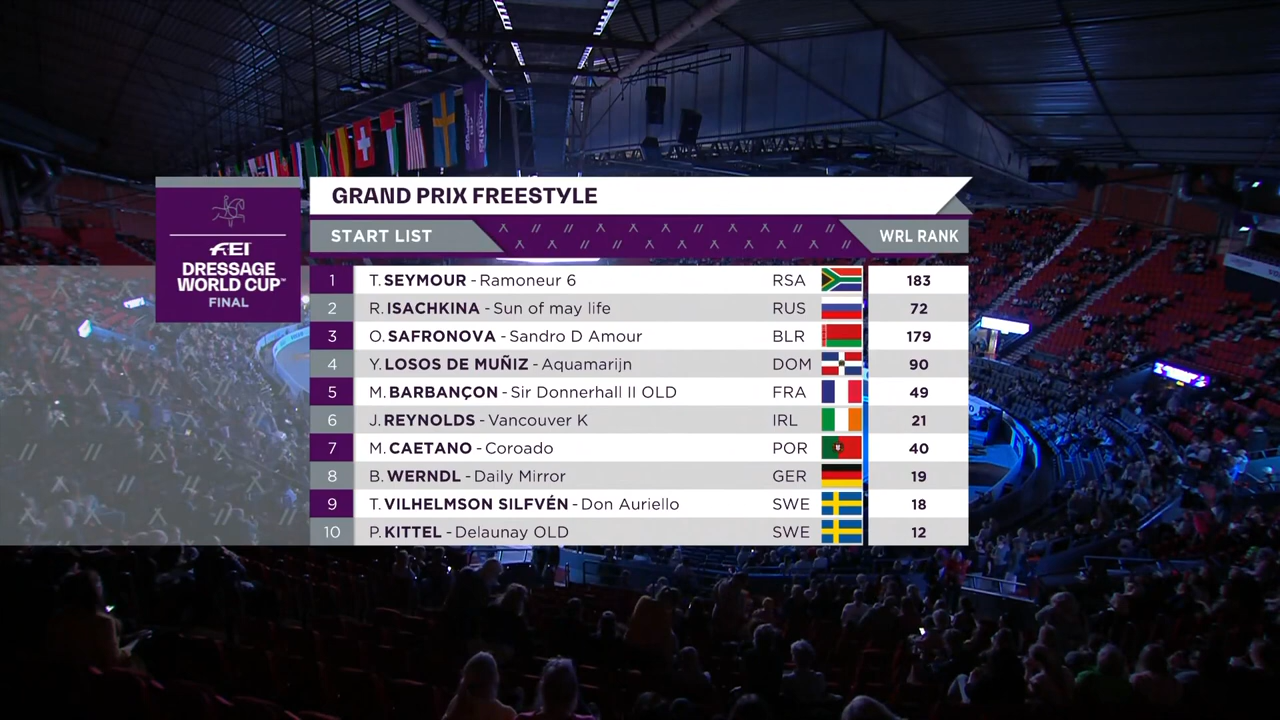 GRAND PRIX FREESTYLE
START LIST WRL RANK
FEI
DRESSAGE
WORLD CUP™
FINAL
1 T. SEYMOUR - Ramoneur 6 RSA 183
2 R. ISACHKINA - Sun of may life RUS 72
3 O. SAFRONOVA - Sandro D Amour BLR 179
4 Y. LOSOS DE MUÑIZ - Aquamarijn DOM 90
5 M. BARBANÇON - Sir Donnerhall II OLD FRA 49
6 J. REYNOLDS - Vancouver K IRL 21
7 M. CAETANO - Coroado POR 40
8 B. WERNDL - Daily Mirror GER 19
9 T. VILHELMSON SILFVÉN - Don Auriello SWE 18
10 P. KITTEL - Delaunay OLD SWE 12